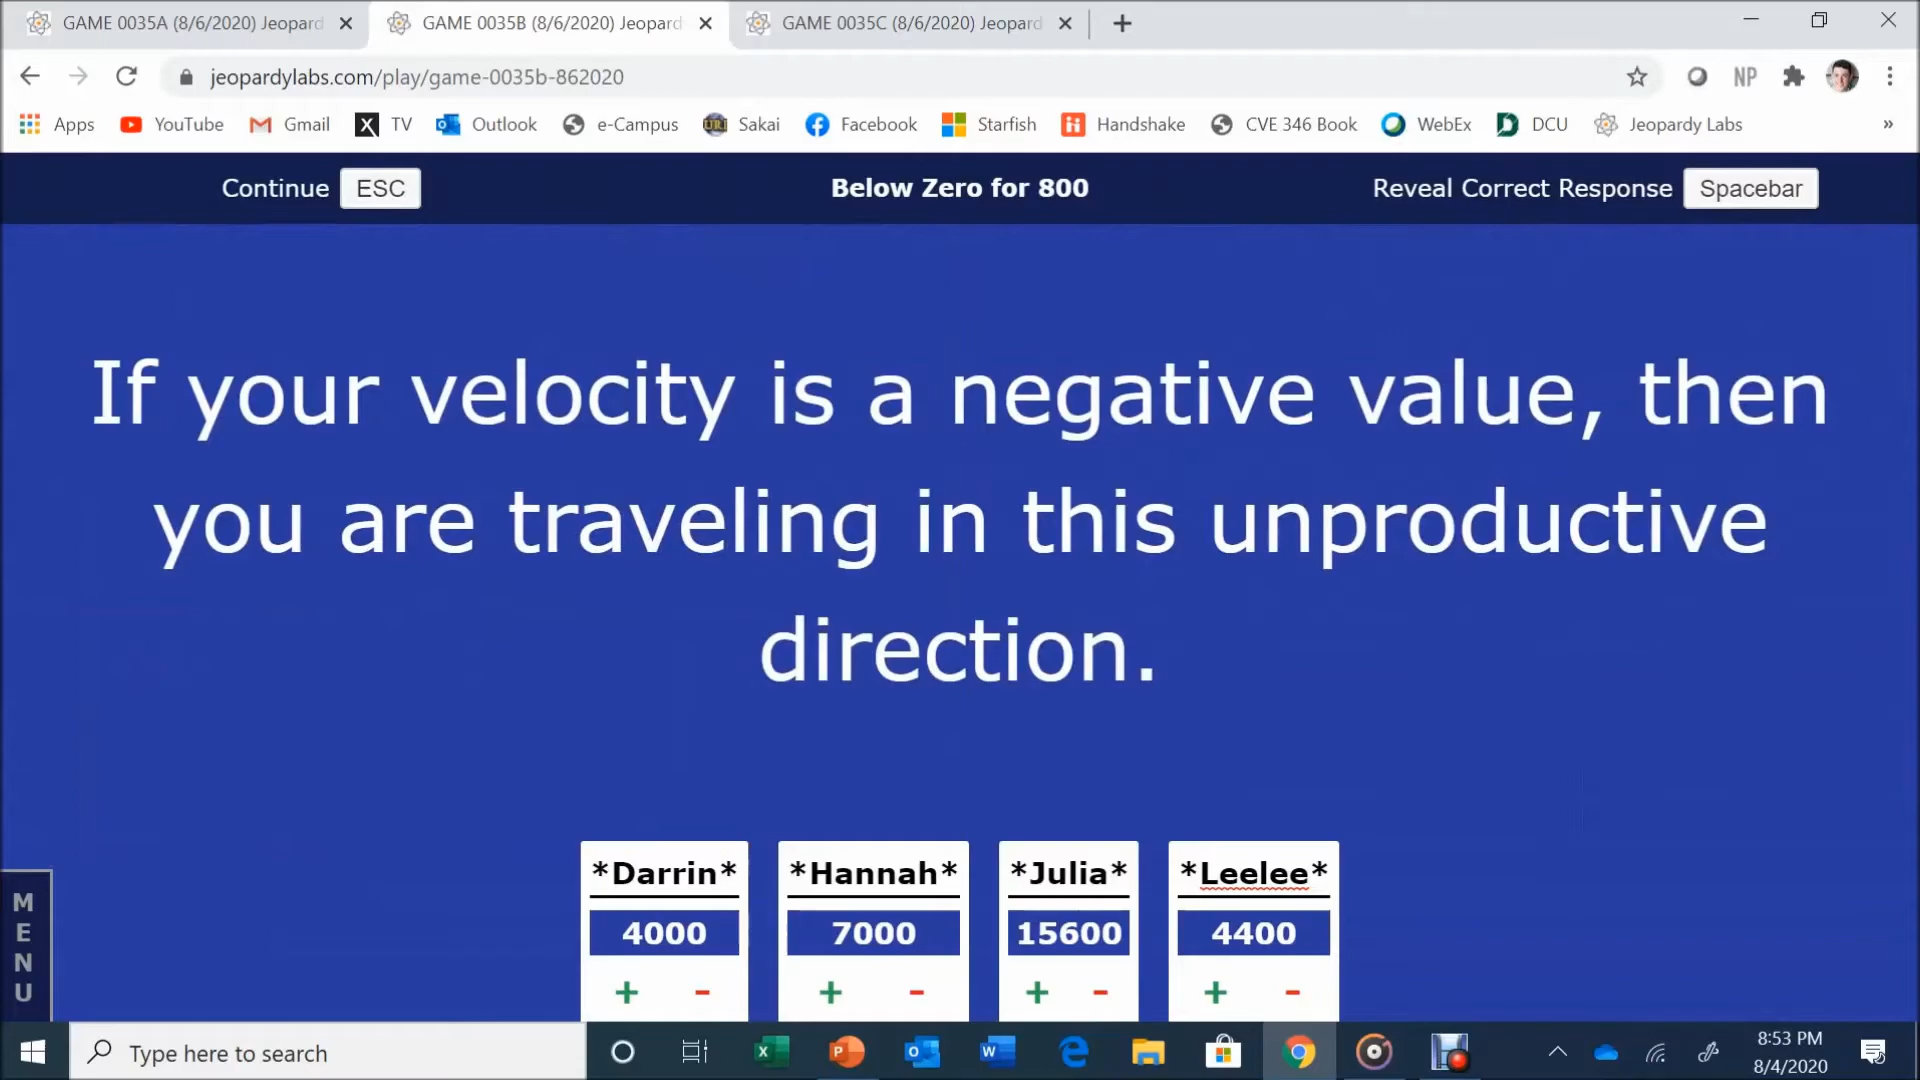 GAME 0035A (8/6/2020) Jeopard
GAME 0035B (8/6/2020) Jeopard
GAME 0035C (8/6/2020) Jeopard
jeopardylabs.com/play/game-0035b-862020
NP
Apps YouTube Gmail X TV Outlook e-Campus Sakai Facebook Starfish Handshake CVE 346 Book WebEx DCU Jeopardy Labs »
Continue ESC Below Zero for 800 Reveal Correct Response Spacebar
If your velocity is a negative value, then
you are traveling in this unproductive
direction.
*Darrin* *Hannah* *Julia* *Leelee*
4000 7000 15600 4400
+ - + - + - + -
MENU
Type here to search
8:53 PM
8/4/2020